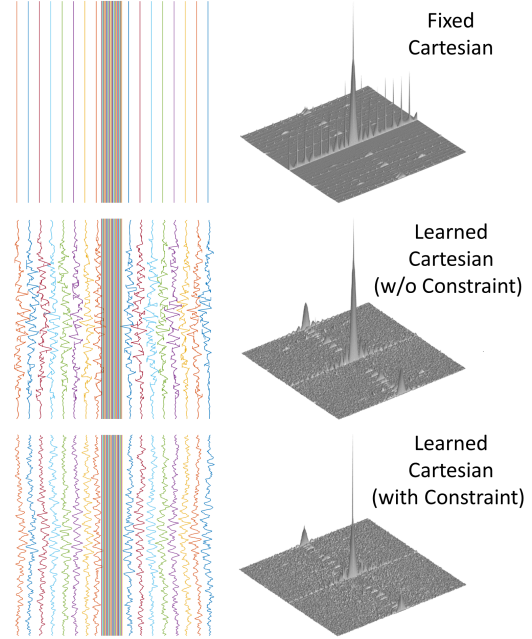 Fixed
Cartesian
Learned
Cartesian
(w/o Constraint)
Learned
Cartesian
(with Constraint)